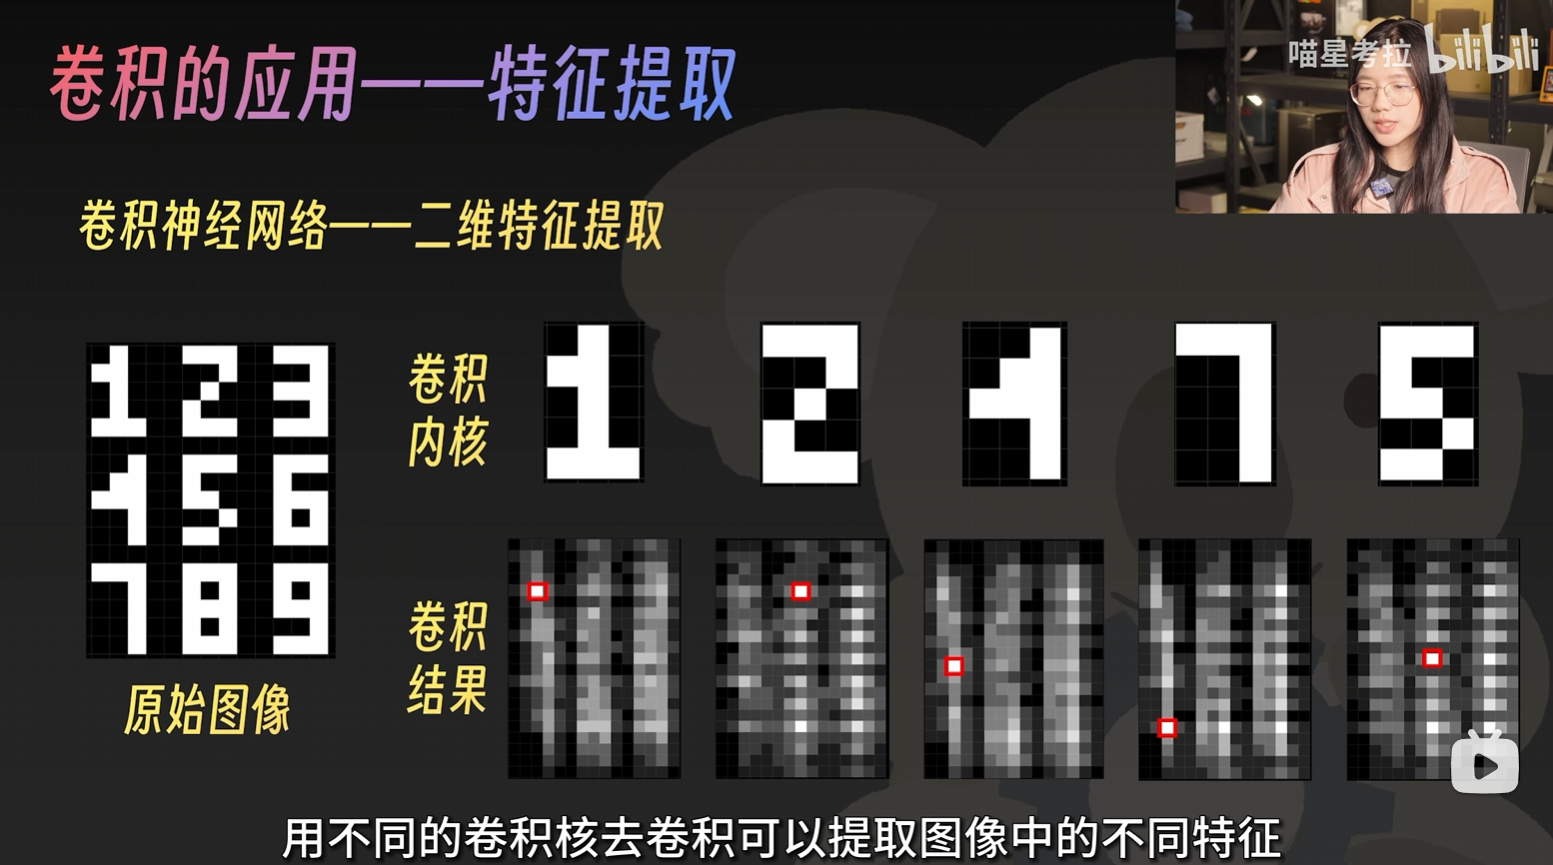 卷积的应用——特征提取
喵星考拉 bilibili
卷积神经网络——二维特征提取
卷积
内核
1 2 4 7 5
1 2 3
4 5 6
7 8 9
原始图像
卷积
结果
用不同的卷积核去卷积可以提取图像中的不同特征